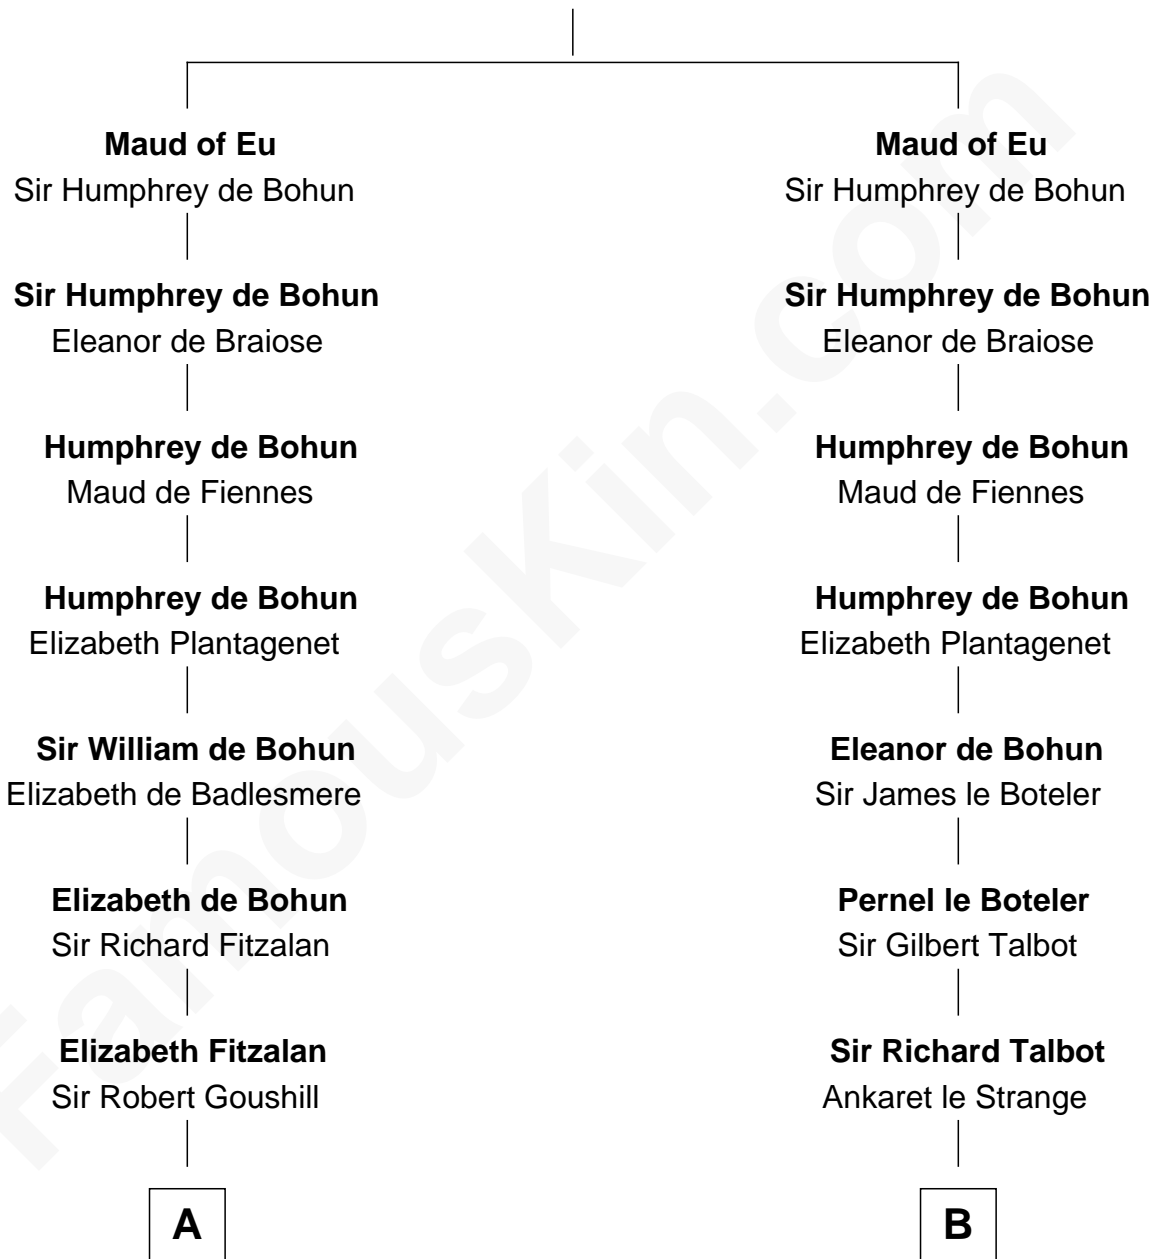 Maud of Eu
Sir Humphrey de Bohun
Sir Humphrey de Bohun
Eleanor de Braiose
Humphrey de Bohun
Maud de Fiennes
Humphrey de Bohun
Elizabeth Plantagenet
Sir William de Bohun
Elizabeth de Badlesmere
Elizabeth de Bohun
Sir Richard Fitzalan
Elizabeth Fitzalan
Sir Robert Goushill
A
Maud of Eu
Sir Humphrey de Bohun
Sir Humphrey de Bohun
Eleanor de Braiose
Humphrey de Bohun
Maud de Fiennes
Humphrey de Bohun
Elizabeth Plantagenet
Eleanor de Bohun
Sir James le Boteler
Pernel le Boteler
Sir Gilbert Talbot
Sir Richard Talbot
Ankaret le Strange
B
FamousKin.com